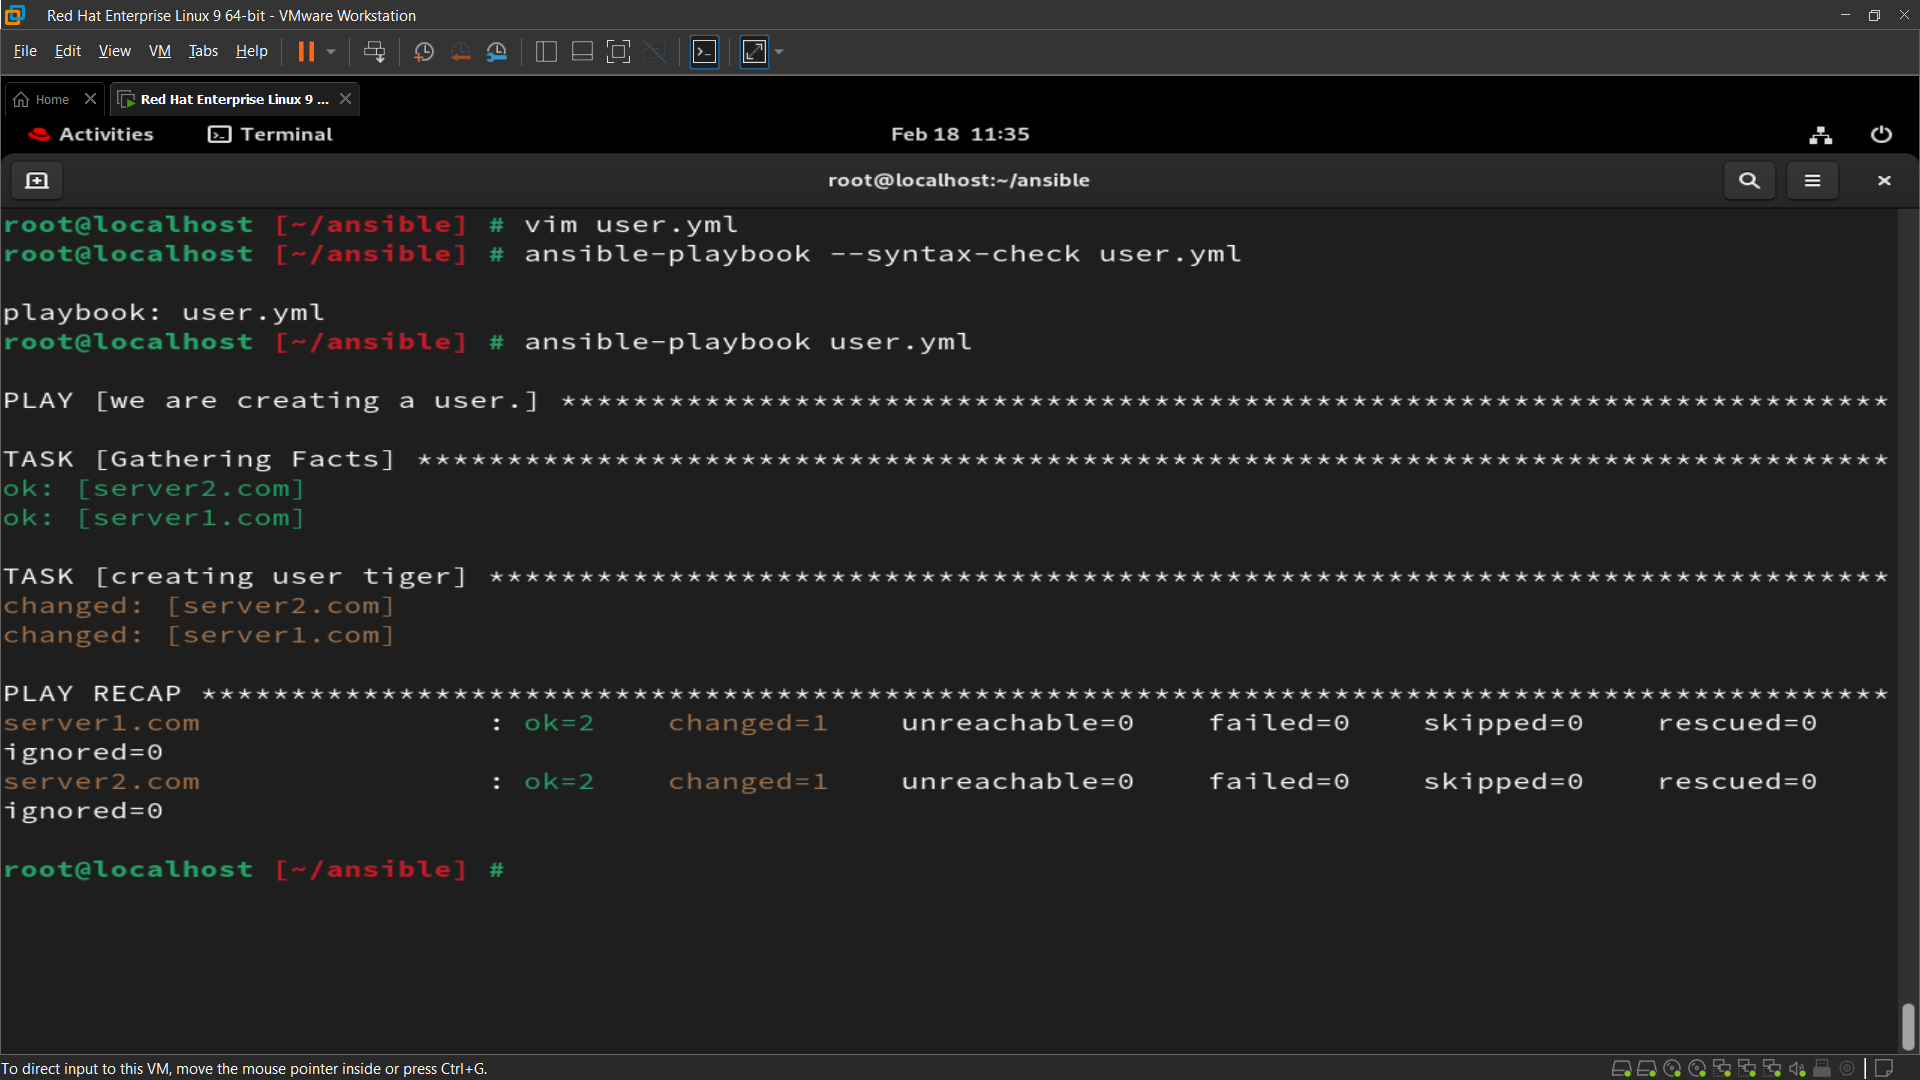 Red Hat Enterprise Linux 9 64-bit - VMware Workstation
File Edit View VM Tabs Help
Home Red Hat Enterprise Linux 9 ...
Activities Terminal Feb 18 11:35
root@localhost:~/ansible
root@localhost [~/ansible] # vim user.yml
root@localhost [~/ansible] # ansible-playbook --syntax-check user.yml
playbook: user.yml
root@localhost [~/ansible] # ansible-playbook user.yml
PLAY [we are creating a user.] **************************************************************************
TASK [Gathering Facts] **********************************************************************************
ok: [server2.com]
ok: [server1.com]
TASK [creating user tiger] ******************************************************************************
changed: [server2.com]
changed: [server1.com]
PLAY RECAP **********************************************************************************************
server1.com : ok=2 changed=1 unreachable=0 failed=0 skipped=0 rescued=0
ignored=0
server2.com : ok=2 changed=1 unreachable=0 failed=0 skipped=0 rescued=0
ignored=0
root@localhost [~/ansible] #
To direct input to this VM, move the mouse pointer inside or press Ctrl+G.